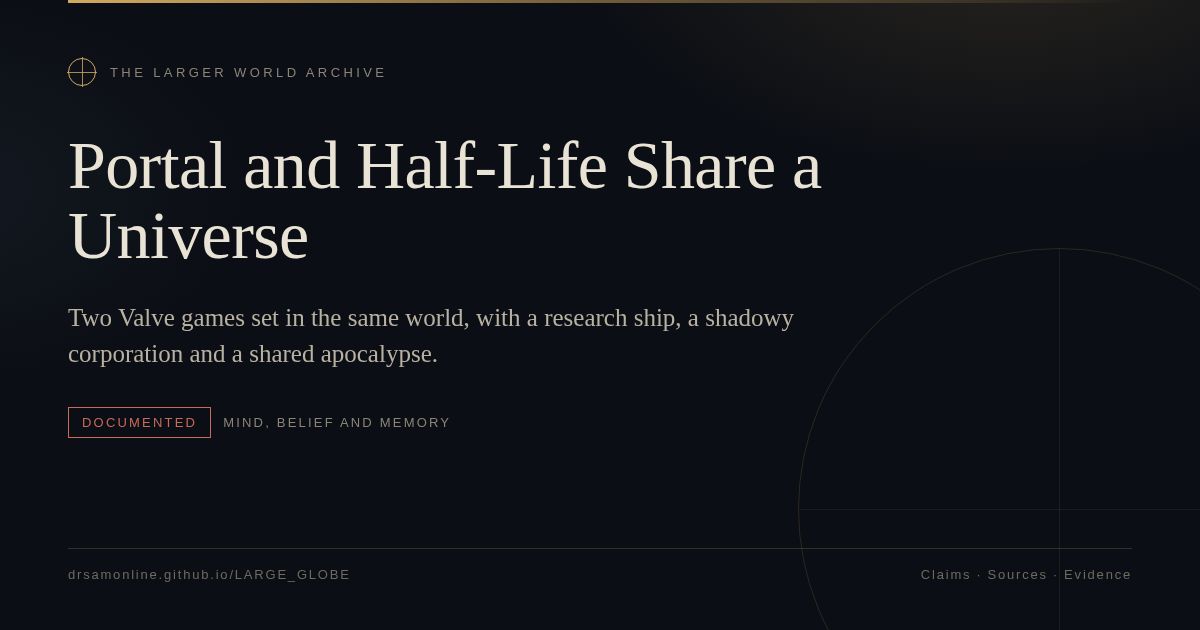 THE LARGER WORLD ARCHIVE
Portal and Half-Life Share a
Universe
Two Valve games set in the same world, with a research ship, a shadowy
corporation and a shared apocalypse.
DOCUMENTED
MIND, BELIEF AND MEMORY
drsamonline.github.io/LARGE_GLOBE
Claims · Sources · Evidence